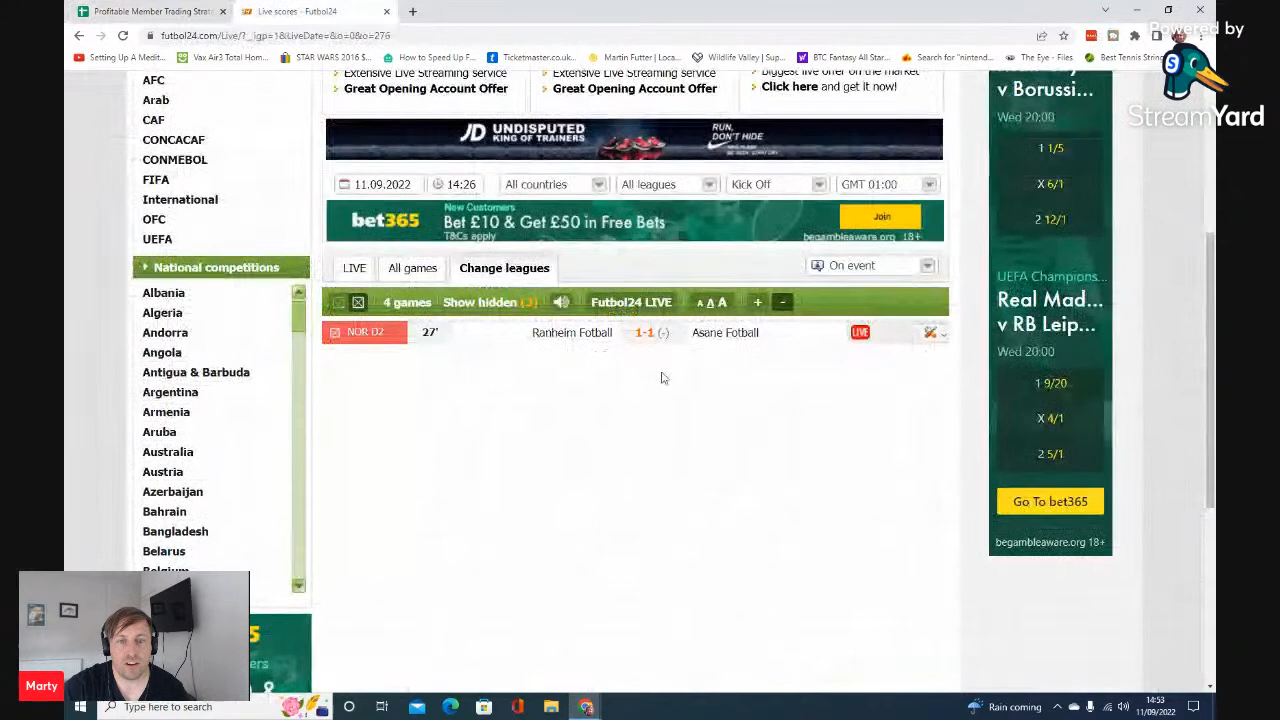 Profitable Member Trading Strat
Live scores - Futbol24
Powered by
StreamYard
futbol24.com/Live/?__igp=1&LiveDate=&o=0&o=276
Setting Up A Medit...
Vax Air3 Total Hom...
STAR WARS 2016 S...
How to Speed Up F...
Ticketmaster.co.uk...
Martin Futter | Loca...
Wildlife Valley - Sup...
BTC Fantasy All Star...
Search for "nintend...
The Eye - Files
Best Tennis String
AFC
Arab
CAF
CONCACAF
CONMEBOL
FIFA
International
OFC
UEFA
National competitions
Albania
Algeria
Andorra
Angola
Antigua & Barbuda
Argentina
Armenia
Aruba
Australia
Austria
Azerbaijan
Bahrain
Bangladesh
Belarus
Belgium
Extensive Live Streaming service
Great Opening Account Offer
Extensive Live Streaming service
Great Opening Account Offer
Biggest live offer on the market
Click here and get it now!
JD UNDISPUTED
KING OF TRAINERS
RUN,
DON'T HIDE
11.09.2022
14:26
All countries
All leagues
Kick Off
GMT 01:00
bet365
New Customers
Bet £10 & Get £50 in Free Bets
T&Cs apply
Join
begambleaware.org 18+
LIVE
All games
Change leagues
On event
4 games
Show hidden (3)
Futbol24 LIVE
A A A
+
-
NOR D2
27'
Ranheim Fotball
1-1 (-)
Asane Fotball
LIVE
v Borussi...
Wed 20:00
1 1/5
X 6/1
2 12/1
UEFA Champions...
Real Mad...
v RB Leip...
Wed 20:00
1 9/20
X 4/1
2 5/1
Go To bet365
begambleaware.org 18+
Marty
Type here to search
Rain coming
14:53
11/09/2022